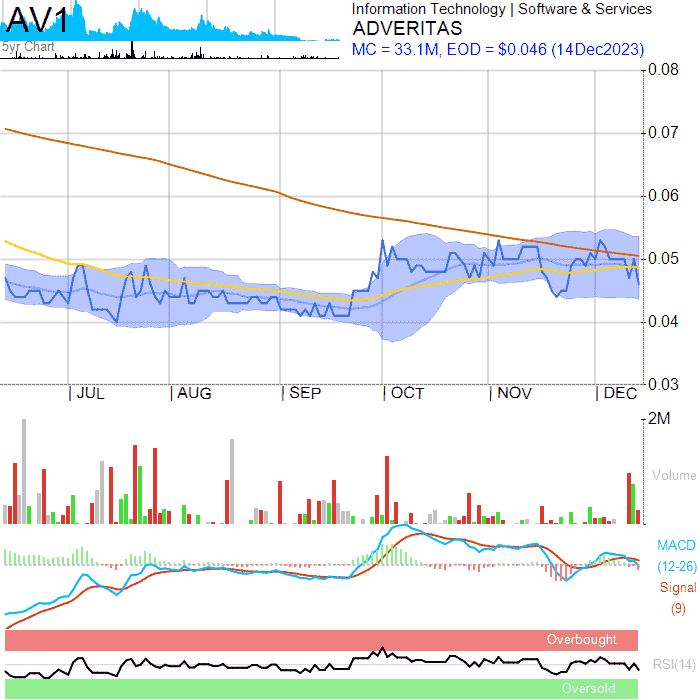 AV1
5yr Chart
Information Technology | Software & Services
ADVERITAS
MC = 33.1M, EOD = $0.046 (14Dec2023)
0.08
0.07
0.06
0.05
0.04
0.03
|JUL |AUG |SEP |OCT |NOV |DEC
2M
Volume
MACD
(12-26)
Signal
(9)
Overbought
RSI(14)
Oversold